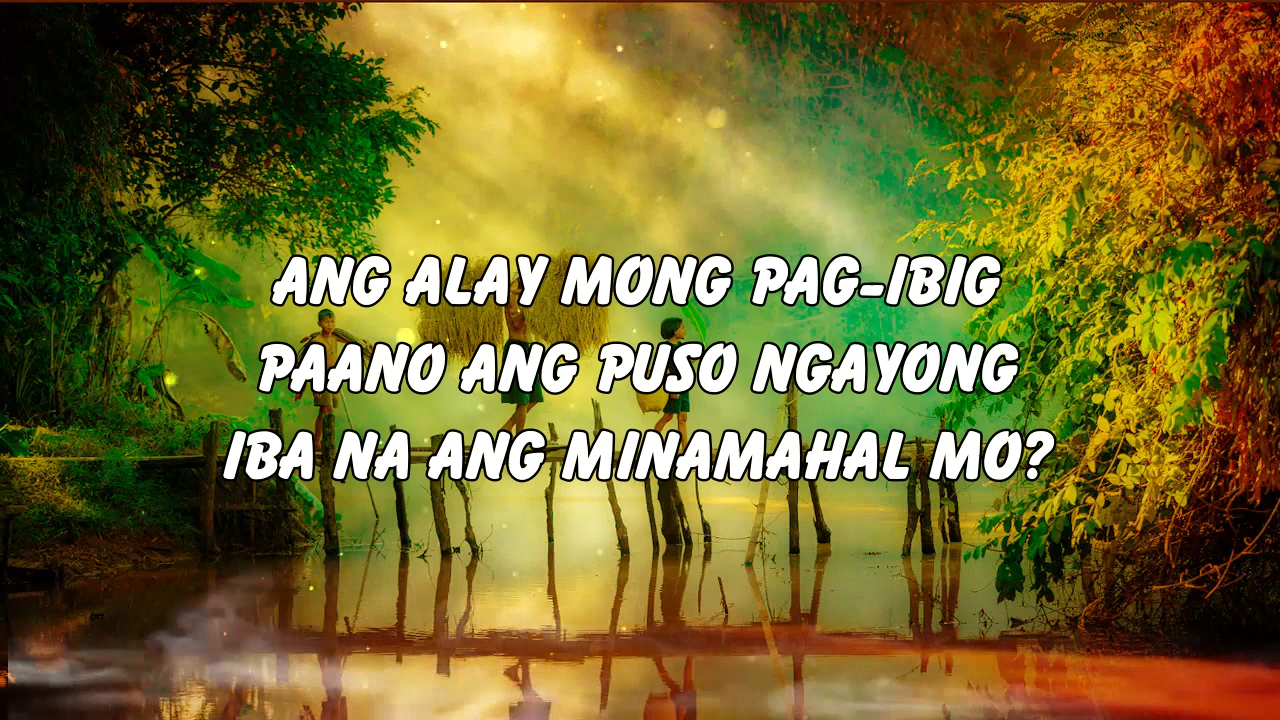 ANG ALAY MONG PAG-IBIG
PAANO ANG PUSO NGAYONG
IBA NA ANG MINAMAHAL MO?